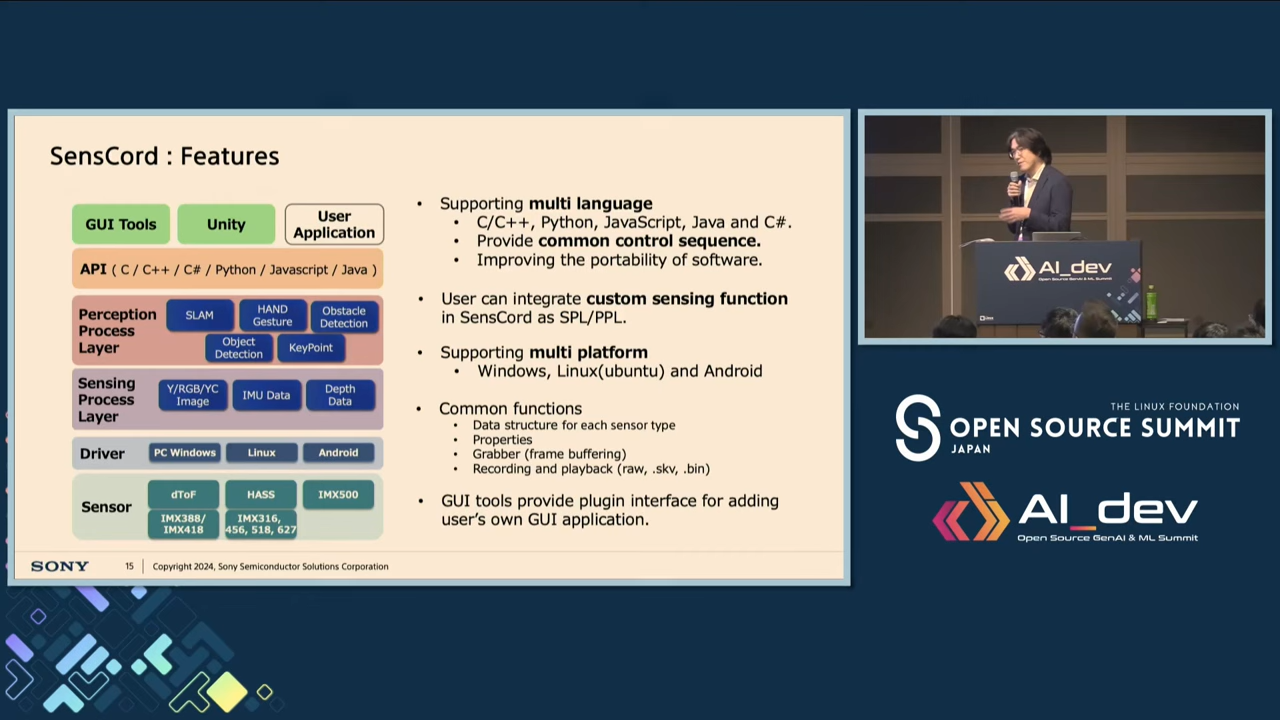 SensCord : Features
GUI Tools
Unity
User
Application
API ( C / C++ / C# / Python / Javascript / Java )
Perception
Process
Layer
SLAM
HAND
Gesture
Obstacle
Detection
Object
Detection
KeyPoint
Sensing
Process
Layer
Y/RGB/YC
Image
IMU Data
Depth
Data
Driver
PC Windows
Linux
Android
Sensor
dToF
HASS
IMX500
IMX388/
IMX418
IMX316,
456, 518, 627
• Supporting multi language
• C/C++, Python, JavaScript, Java and C#.
• Provide common control sequence.
• Improving the portability of software.
• User can integrate custom sensing function
in SensCord as SPL/PPL.
• Supporting multi platform
• Windows, Linux(ubuntu) and Android
• Common functions
• Data structure for each sensor type
• Properties
• Grabber (frame buffering)
• Recording and playback (raw, .skv, .bin)
• GUI tools provide plugin interface for adding
user's own GUI application.
SONY
15
Copyright 2024, Sony Semiconductor Solutions Corporation
AI_dev
Open Source GenAI & ML Summit
THE LINUX FOUNDATION
OPEN SOURCE SUMMIT
JAPAN
AI_dev
Open Source GenAI & ML Summit